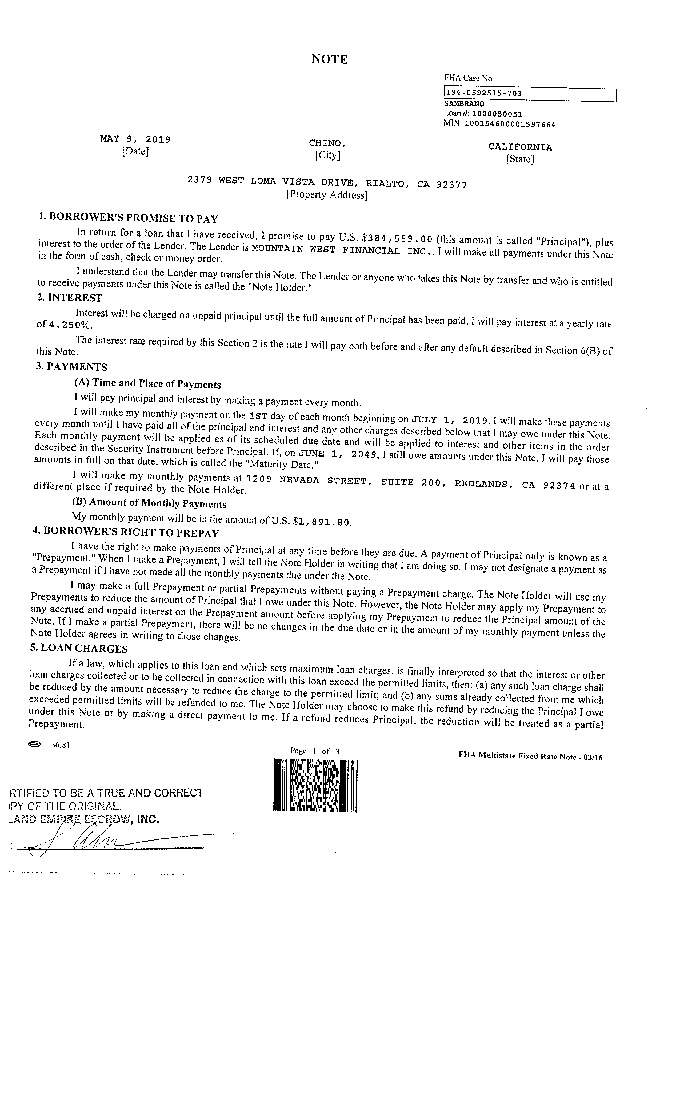 NOTE
FHA Case No
SAMBRANO
MAY 9, 2019
CHINO,
CALIFORNIA
[Date]
[City]
[State]
2379 WEST LOMA VISTA DRIVE, RIALTO, CA 92377
[Property Address]
1. BORROWER'S PROMISE TO PAY
In return for a loan that I have received, I promise to pay U.S. $384,559.00 (this amount is called "Principal"), plus
interest to the order of the Lender. The Lender is MOUNTAIN WEST FINANCIAL INC.. I will make all payments under this Note
in the form of cash, check or money order.
I understand that the Lender may transfer this Note. The Lender or anyone who takes this Note by transfer and who is entitled
to receive payments under this Note is called the "Note Holder."
2. INTEREST
Interest will be charged on unpaid principal until the full amount of Principal has been paid. I will pay interest at a yearly rate
of 4.250%.
The interest rate required by this Section 2 is the rate I will pay both before and after any default described in Section 6(B) of
this Note.
3. PAYMENTS
(A) Time and Place of Payments
I will pay principal and interest by making a payment every month.
I will make my monthly payment on the 1ST day of each month beginning on JULY 1, 2019. I will make these payments
every month until I have paid all of the principal and interest and any other charges described below that I may owe under this Note.
Each monthly payment will be applied as of its scheduled due date and will be applied to interest and other items in the order
described in the Security Instrument before Principal. If, on JUNE 1, 2049, I still owe amounts under this Note, I will pay those
amounts in full on that date, which is called the "Maturity Date."
I will make my monthly payments at 1209 NEVADA STREET, SUITE 200, REDLANDS, CA 92374 or at a
different place if required by the Note Holder.
(B) Amount of Monthly Payments
My monthly payment will be in the amount of U.S. $1,891.80.
4. BORROWER'S RIGHT TO PREPAY
I have the right to make payments of Principal at any time before they are due. A payment of Principal only is known as a
"Prepayment." When I make a Prepayment, I will tell the Note Holder in writing that I am doing so. I may not designate a payment as
a Prepayment if I have not made all the monthly payments due under the Note.
I may make a full Prepayment or partial Prepayments without paying a Prepayment charge. The Note Holder will use my
Prepayments to reduce the amount of Principal that I owe under this Note. However, the Note Holder may apply my Prepayment to
any accrued and unpaid interest on the Prepayment amount before applying my Prepayment to reduce the Principal amount of the
Note. If I make a partial Prepayment, there will be no changes in the due date or in the amount of my monthly payment unless the
Note Holder agrees in writing to those changes.
5. LOAN CHARGES
If a law, which applies to this loan and which sets maximum loan charges, is finally interpreted so that the interest or other
loan charges collected or to be collected in connection with this loan exceed the permitted limits, then: (a) any such loan charge shall
be reduced by the amount necessary to reduce the charge to the permitted limit; and (b) any sums already collected from me which
exceeded permitted limits will be refunded to me. The Note Holder may choose to make this refund by reducing the Principal I owe
under this Note or by making a direct payment to me. If a refund reduces Principal, the reduction will be treated as a partial
Prepayment.
Page 1 of 3
FHA Multistate Fixed Rate Note - 03/16
RTIFIED TO BE A TRUE AND CORRECT
OPY OF THE ORIGINAL.
LAND EMPIRE ESCROW, INC.